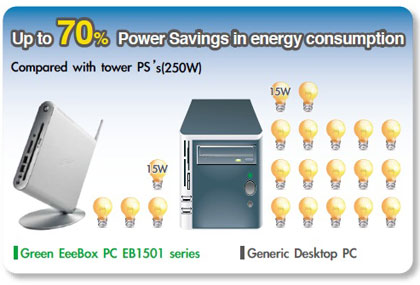 Up to 70% Power Savings in energy consumption
Compared with tower PS's(250W)
15W
15W
Green EeeBox PC EB1501 series
Generic Desktop PC